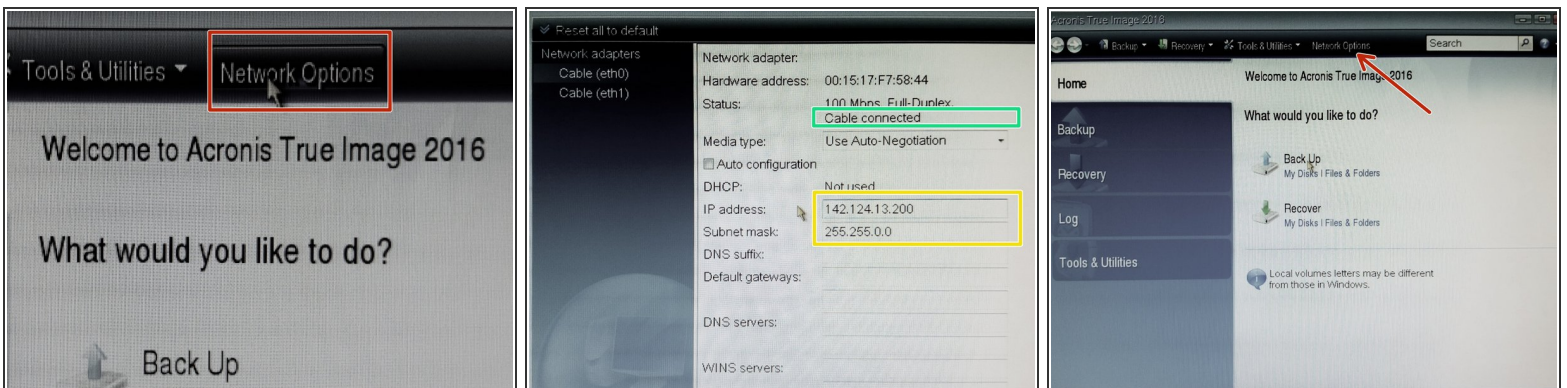 Tools & Utilities
Network Options
Welcome to Acronis True Image 2016
What would you like to do?
Back Up
Reset all to default
Network adapters
Cable (eth0)
Cable (eth1)
Network adapter:
Hardware address: 00:15:17:F7:58:44
Status: 100 Mbps, Full-Duplex,
Cable connected
Media type: Use Auto-Negotiation
Auto configuration
DHCP: Not used
IP address: 142.124.13.200
Subnet mask: 255.255.0.0
DNS suffix:
Default gateways:
DNS servers:
WINS servers:
Acronis True Image 2016
Backup Recovery Tools & Utilities Network Options Search
Home
Backup
Recovery
Log
Tools & Utilities
Welcome to Acronis True Image 2016
What would you like to do?
Back Up
My Disks | Files & Folders
Recover
My Disks | Files & Folders
Local volumes letters may be different
from those in Windows.